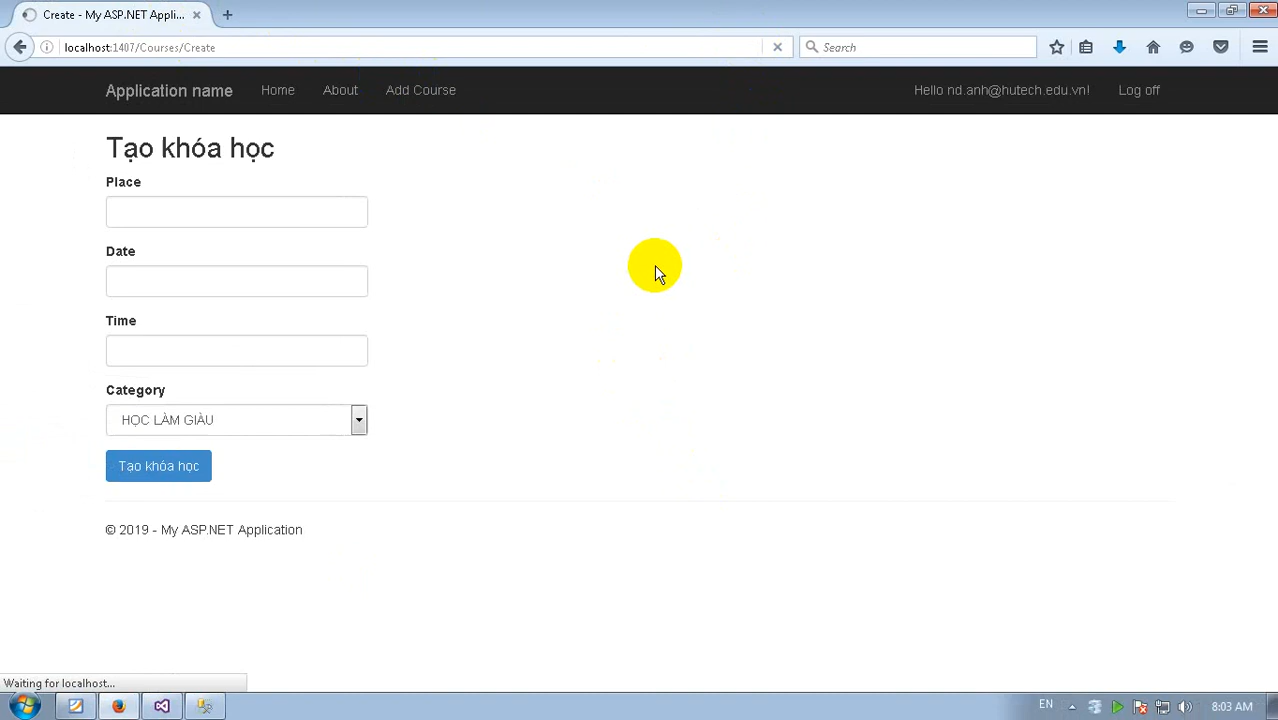 Create - My ASP.NET Appli...
localhost:1407/Courses/Create
Search
Application name
Home
About
Add Course
Hello nd.anh@hutech.edu.vn!
Log off
Tạo khóa học
Place
Date
Time
Category
HỌC LÀM GIÀU
Tạo khóa học
© 2019 - My ASP.NET Application
Waiting for localhost...
EN
8:03 AM